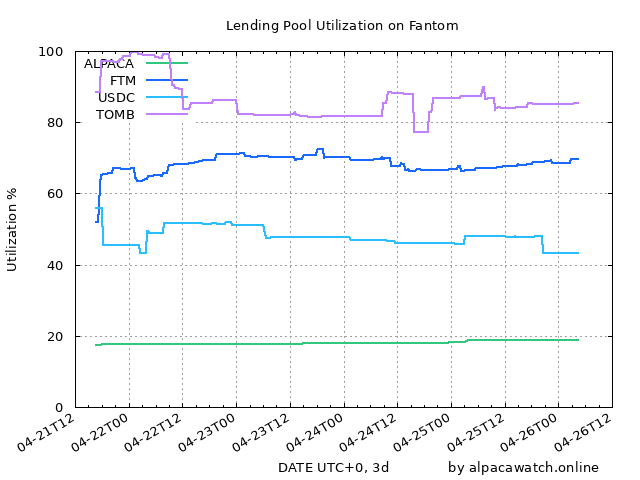 Lending Pool Utilization on Fantom
Utilization %
100
80
60
40
20
0
ALPACA
FTM
USDC
TOMB
04-21T12
04-22T00
04-22T12
04-23T00
04-23T12
04-24T00
04-24T12
04-25T00
04-25T12
04-26T00
04-26T12
DATE UTC+0, 3d
by alpacawatch.online